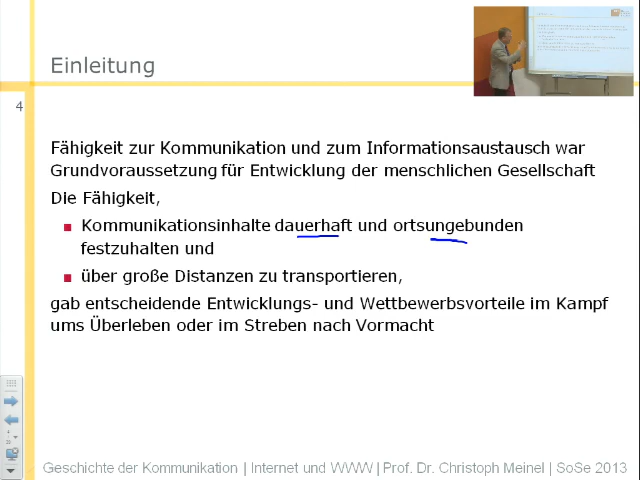 Einleitung
4
Fähigkeit zur Kommunikation und zum Informationsaustausch war
Grundvoraussetzung für Entwicklung der menschlichen Gesellschaft
Die Fähigkeit,
Kommunikationsinhalte dauerhaft und ortsungebunden
festzuhalten und
über große Distanzen zu transportieren,
gab entscheidende Entwicklungs- und Wettbewerbsvorteile im Kampf
ums Überleben oder im Streben nach Vormacht
Geschichte der Kommunikation | Internet und WWW | Prof. Dr. Christoph Meinel | SoSe 2013